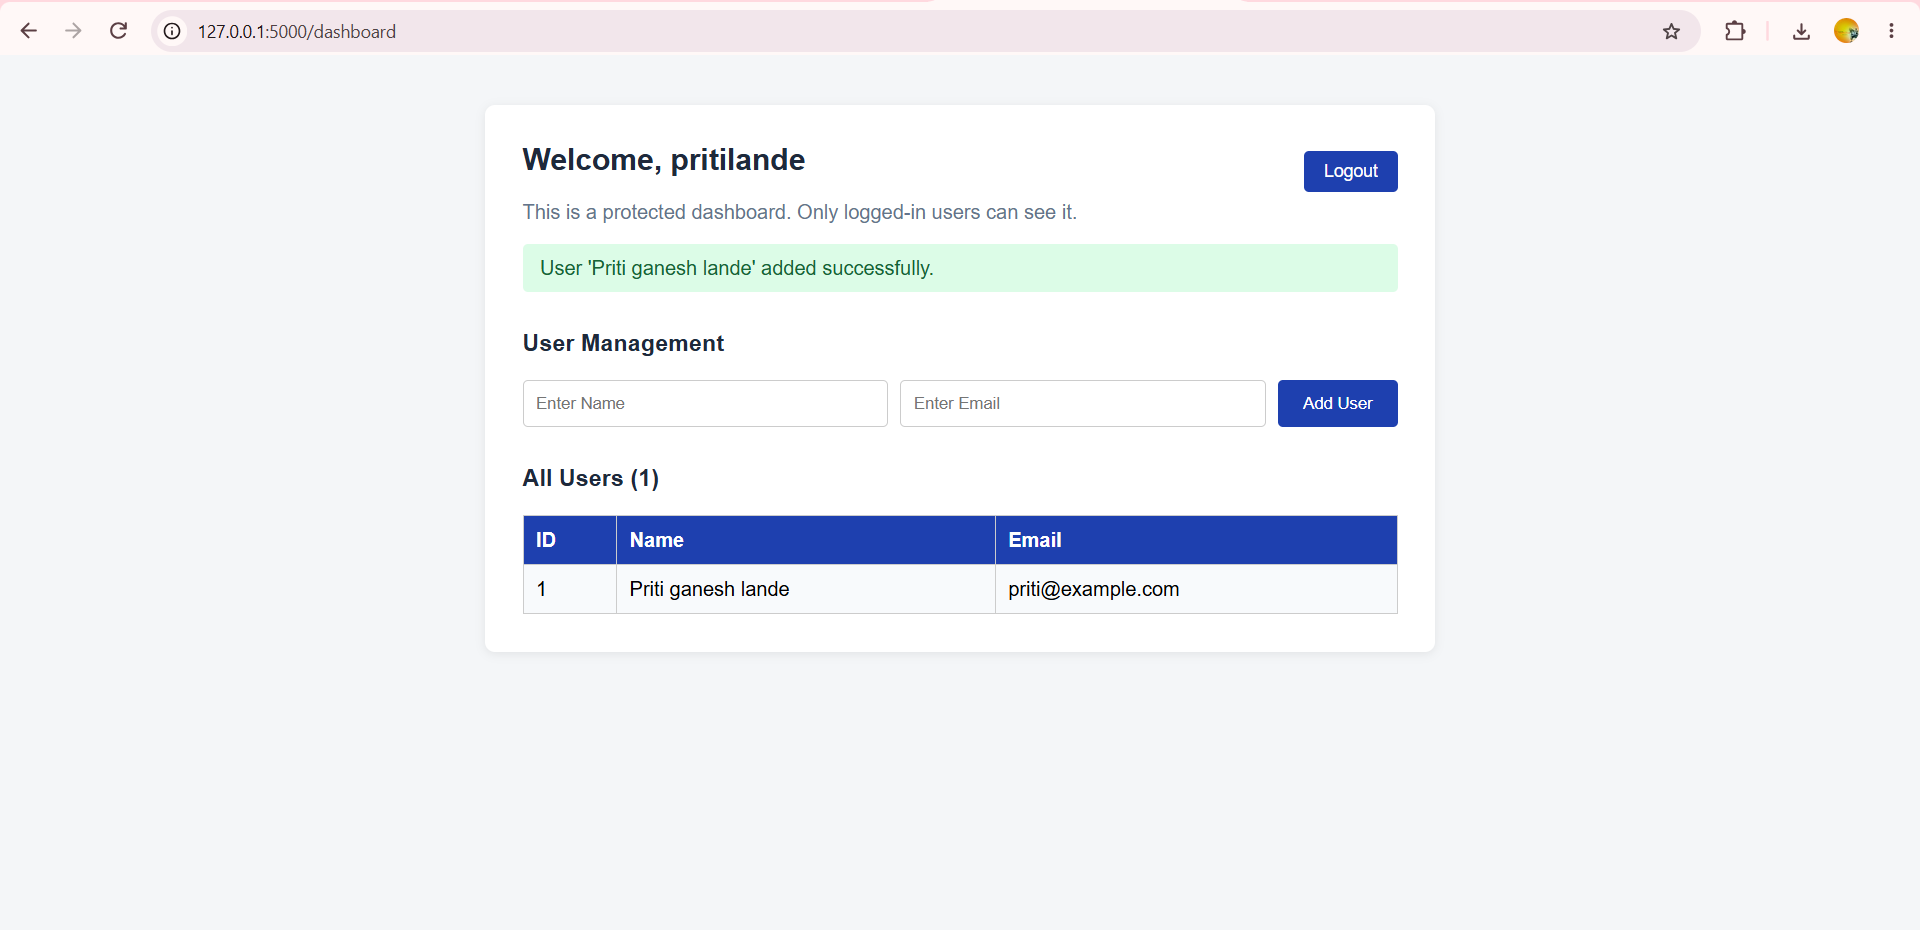 127.0.0.1:5000/dashboard
Welcome, pritilande
Logout
This is a protected dashboard. Only logged-in users can see it.
User 'Priti ganesh lande' added successfully.
User Management
Enter Name Enter Email Add User
All Users (1)
ID Name Email
1 Priti ganesh lande priti@example.com